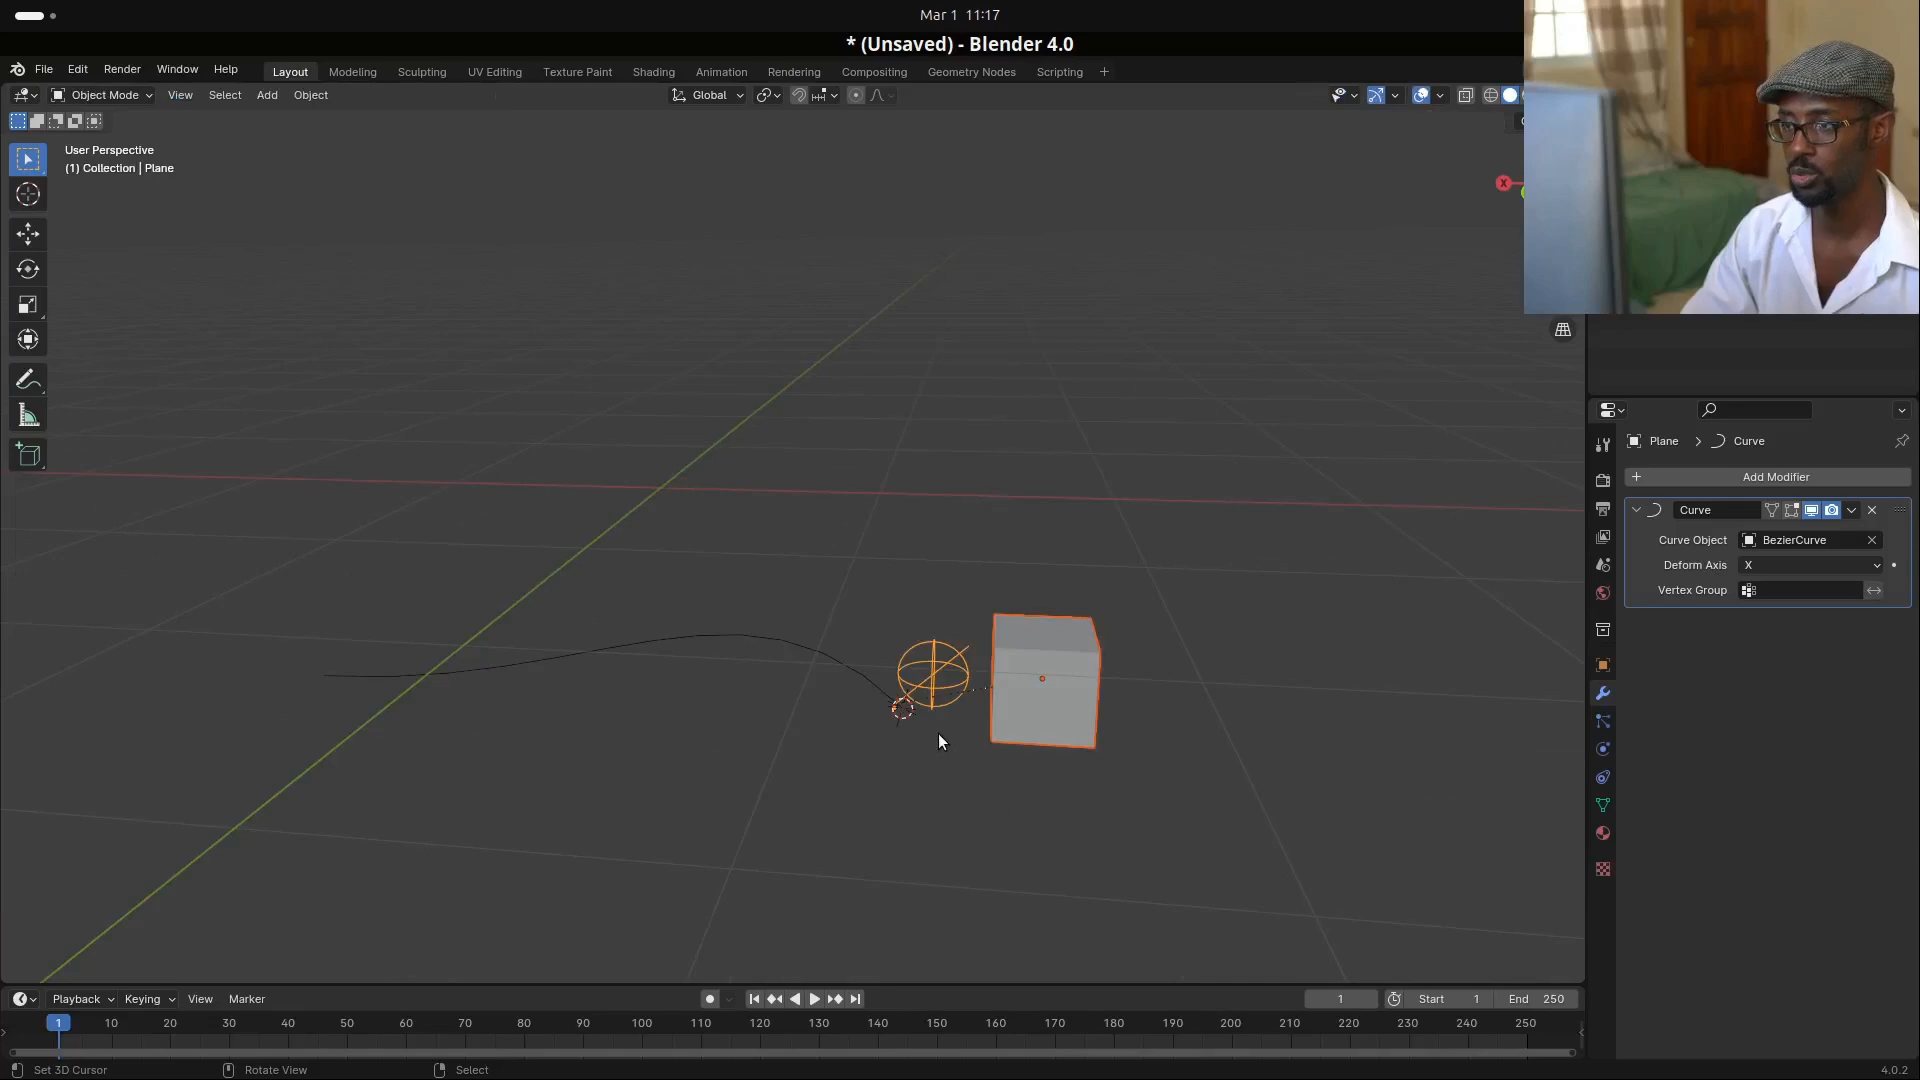 Mar 1 11:17
* (Unsaved) - Blender 4.0
File Edit Render Window Help Layout Modeling Sculpting UV Editing Texture Paint Shading Animation Rendering Compositing Geometry Nodes Scripting +
Object Mode View Select Add Object Global
User Perspective
(1) Collection | Plane
X
Plane > Curve
+ Add Modifier
Curve
Curve Object BezierCurve
Deform Axis X
Vertex Group
Playback Keying View Marker 1 Start 1 End 250
1 10 20 30 40 50 60 70 80 90 100 110 120 130 140 150 160 170 180 190 200 210 220 230 240 250
Set 3D Cursor Rotate View Select 4.0.2